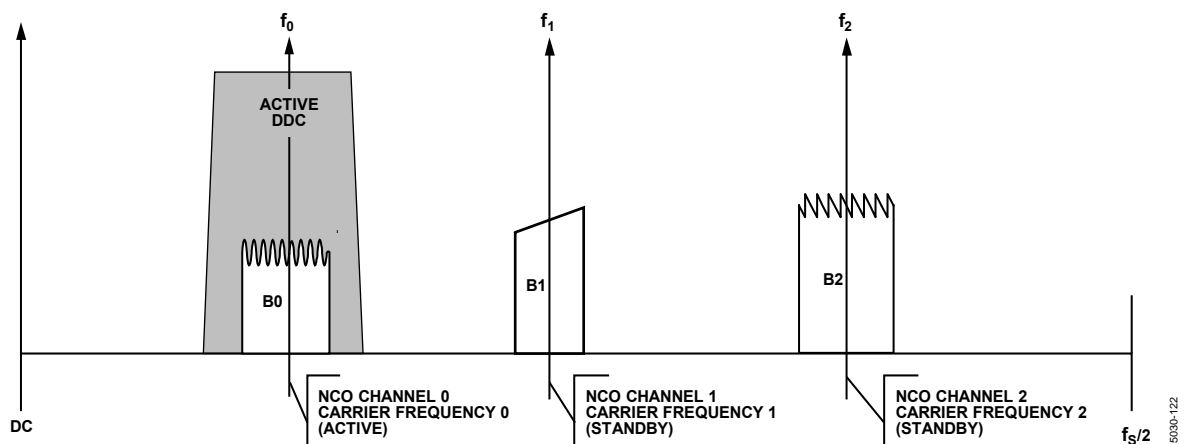 f0
f1
f2
ACTIVE
DDC
B0
B1
B2
NCO CHANNEL 0
CARRIER FREQUENCY 0
(ACTIVE)
NCO CHANNEL 1
CARRIER FREQUENCY 1
(STANDBY)
NCO CHANNEL 2
CARRIER FREQUENCY 2
(STANDBY)
DC
fS/2
5030-122